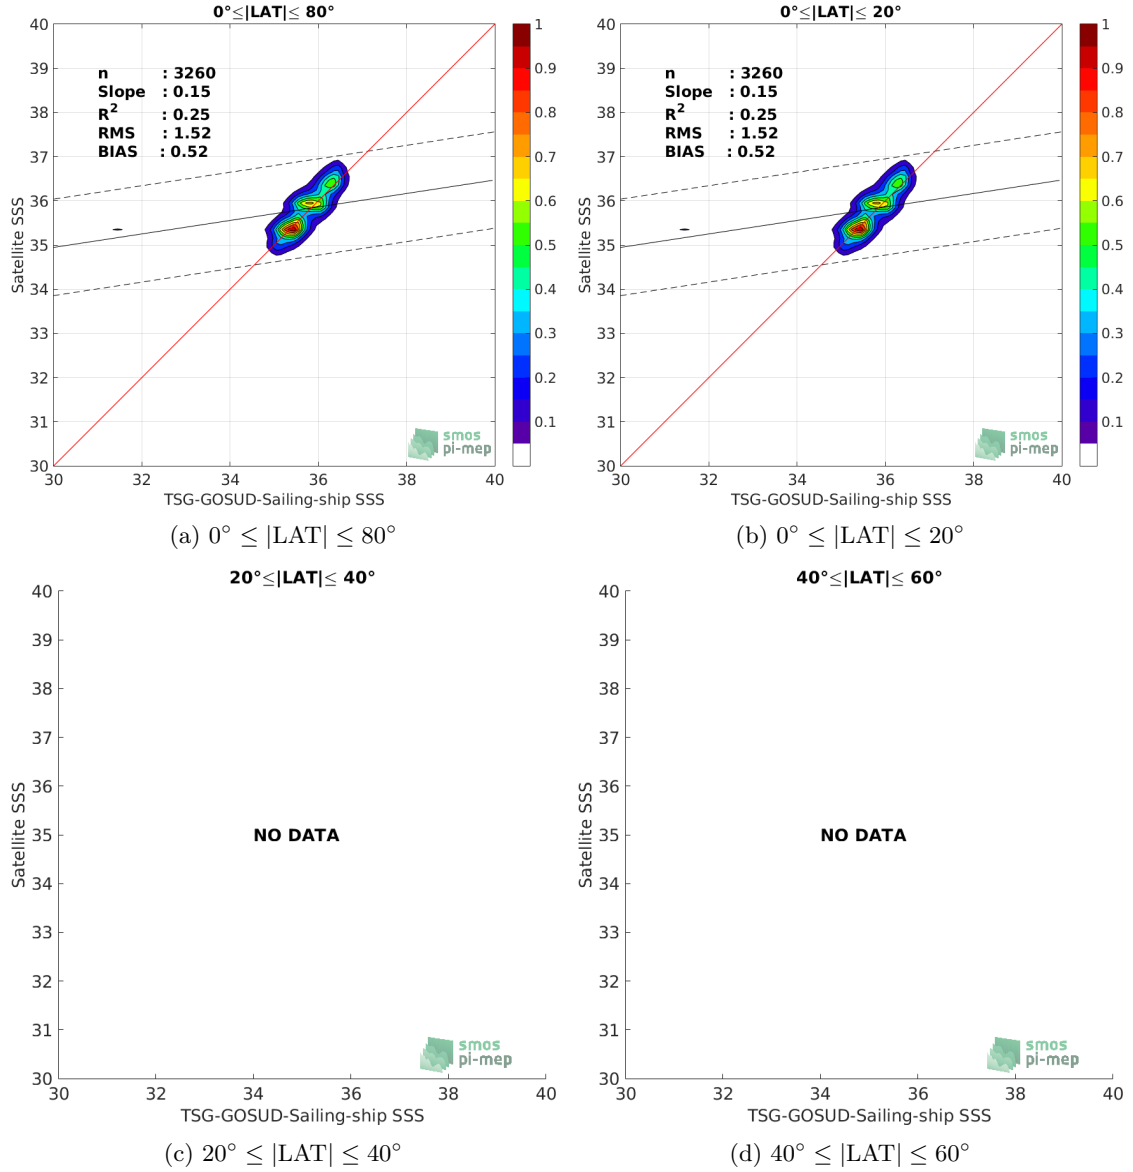 0°≤|LAT|≤ 80°
40
39
38
37
36
35
34
33
32
31
30
Satellite SSS
n : 3260
Slope : 0.15
R² : 0.25
RMS : 1.52
BIAS : 0.52
smos
pi-mep
30 32 34 36 38 40
TSG-GOSUD-Sailing-ship SSS
1
0.9
0.8
0.7
0.6
0.5
0.4
0.3
0.2
0.1
(a) 0° ≤ |LAT| ≤ 80°
0°≤|LAT|≤ 20°
40
39
38
37
36
35
34
33
32
31
30
Satellite SSS
n : 3260
Slope : 0.15
R² : 0.25
RMS : 1.52
BIAS : 0.52
smos
pi-mep
30 32 34 36 38 40
TSG-GOSUD-Sailing-ship SSS
1
0.9
0.8
0.7
0.6
0.5
0.4
0.3
0.2
0.1
(b) 0° ≤ |LAT| ≤ 20°
20°≤|LAT|≤ 40°
40
39
38
37
36
35
34
33
32
31
30
Satellite SSS
NO DATA
smos
pi-mep
30 32 34 36 38 40
TSG-GOSUD-Sailing-ship SSS
(c) 20° ≤ |LAT| ≤ 40°
40°≤|LAT|≤ 60°
40
39
38
37
36
35
34
33
32
31
30
Satellite SSS
NO DATA
smos
pi-mep
30 32 34 36 38 40
TSG-GOSUD-Sailing-ship SSS
(d) 40° ≤ |LAT| ≤ 60°